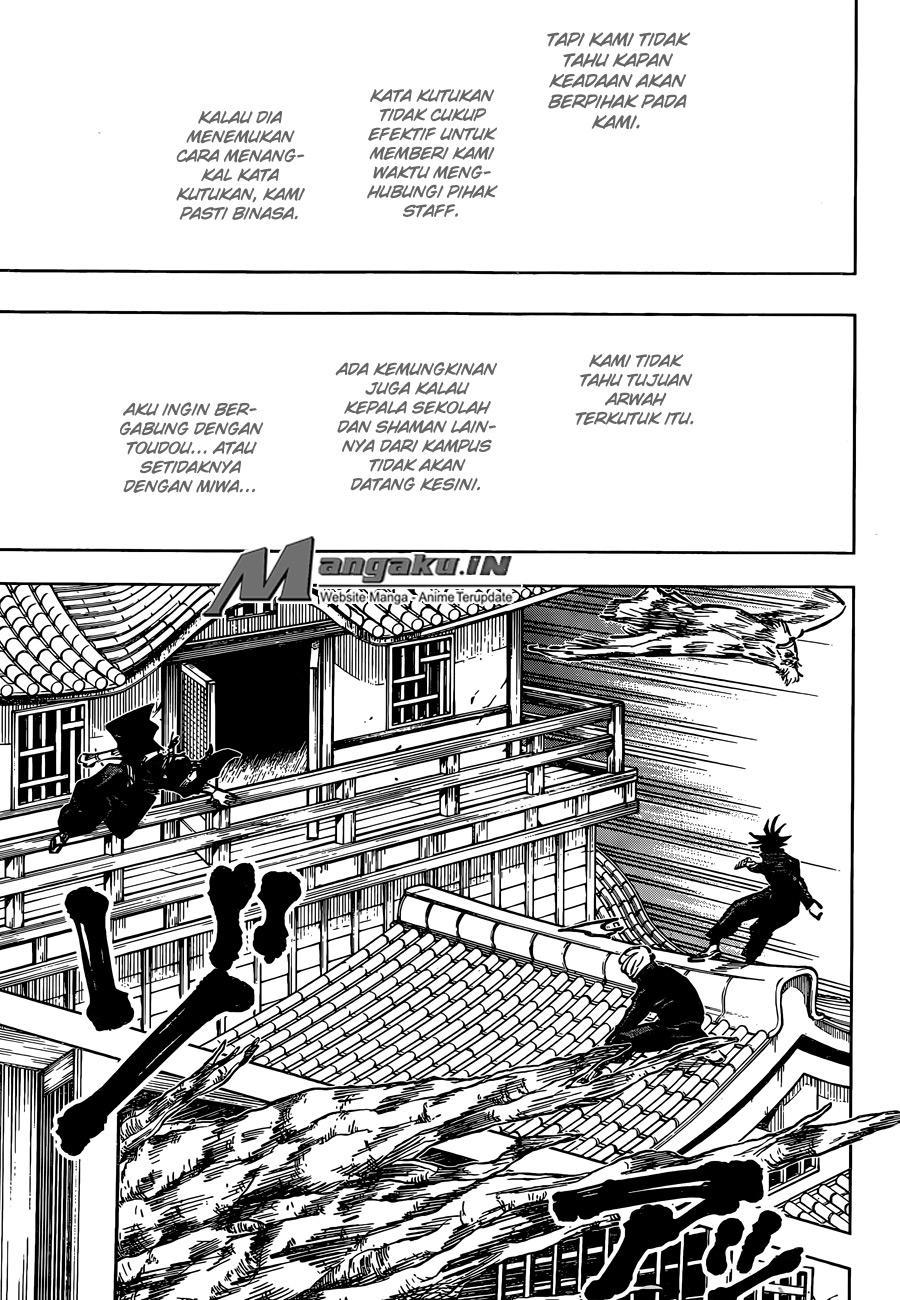 TAPI KAMI TIDAK
TAHU KAPAN
KEADAAN AKAN
BERPIHAK PADA
KAMI.
KATA KUTUKAN
TIDAK CUKUP
EFEKTIF UNTUK
MEMBERI KAMI
WAKTU MENG-
HUBUNGI PIHAK
STAFF.
KALAU DIA
MENEMUKAN
CARA MENANG-
KAL KATA
KUTUKAN, KAMI
PASTI BINASA.
KAMI TIDAK
TAHU TUJUAN
ARWAH
TERKUTUK ITU.
ADA KEMUNGKINAN
JUGA KALAU
KEPALA SEKOLAH
DAN SHAMAN LAIN-
NYA DARI KAMPUS
TIDAK AKAN
DATANG KESINI.
AKU INGIN BER-
GABUNG DENGAN
TOUDOU... ATAU
SETIDAKNYA
DENGAN MIWA...
Mangaku.iN
Website Manga - Anime Terupdate